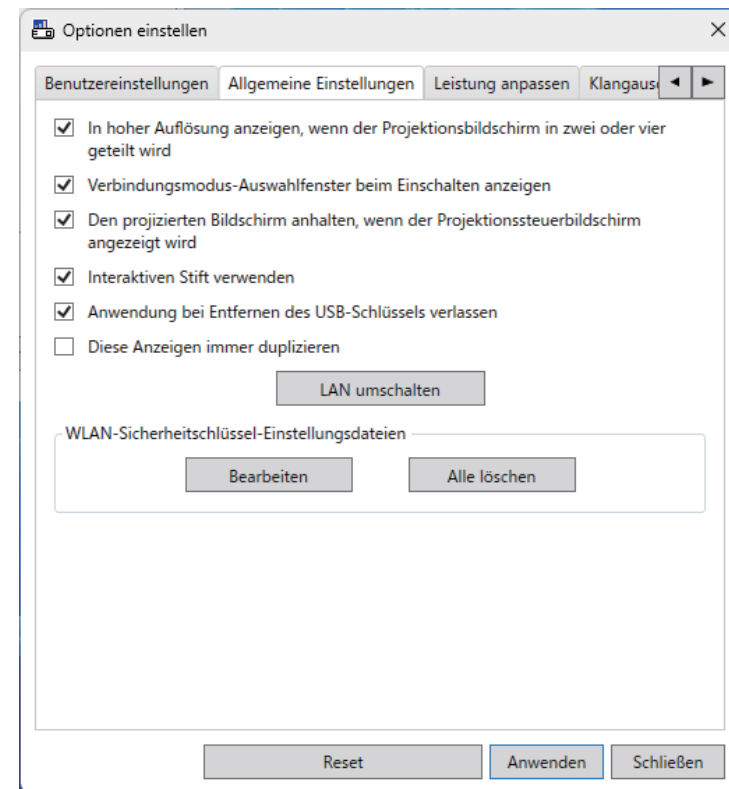 Optionen einstellen
Benutzereinstellungen Allgemeine Einstellungen Leistung anpassen Klangaus
In hoher Auflösung anzeigen, wenn der Projektionsbildschirm in zwei oder vier
geteilt wird
Verbindungsmodus-Auswahlfenster beim Einschalten anzeigen
Den projizierten Bildschirm anhalten, wenn der Projektionssteuerbildschirm
angezeigt wird
Interaktiven Stift verwenden
Anwendung bei Entfernen des USB-Schlüssels verlassen
Diese Anzeigen immer duplizieren
LAN umschalten
WLAN-Sicherheitschlüssel-Einstellungsdateien
Bearbeiten Alle löschen
Reset Anwenden Schließen